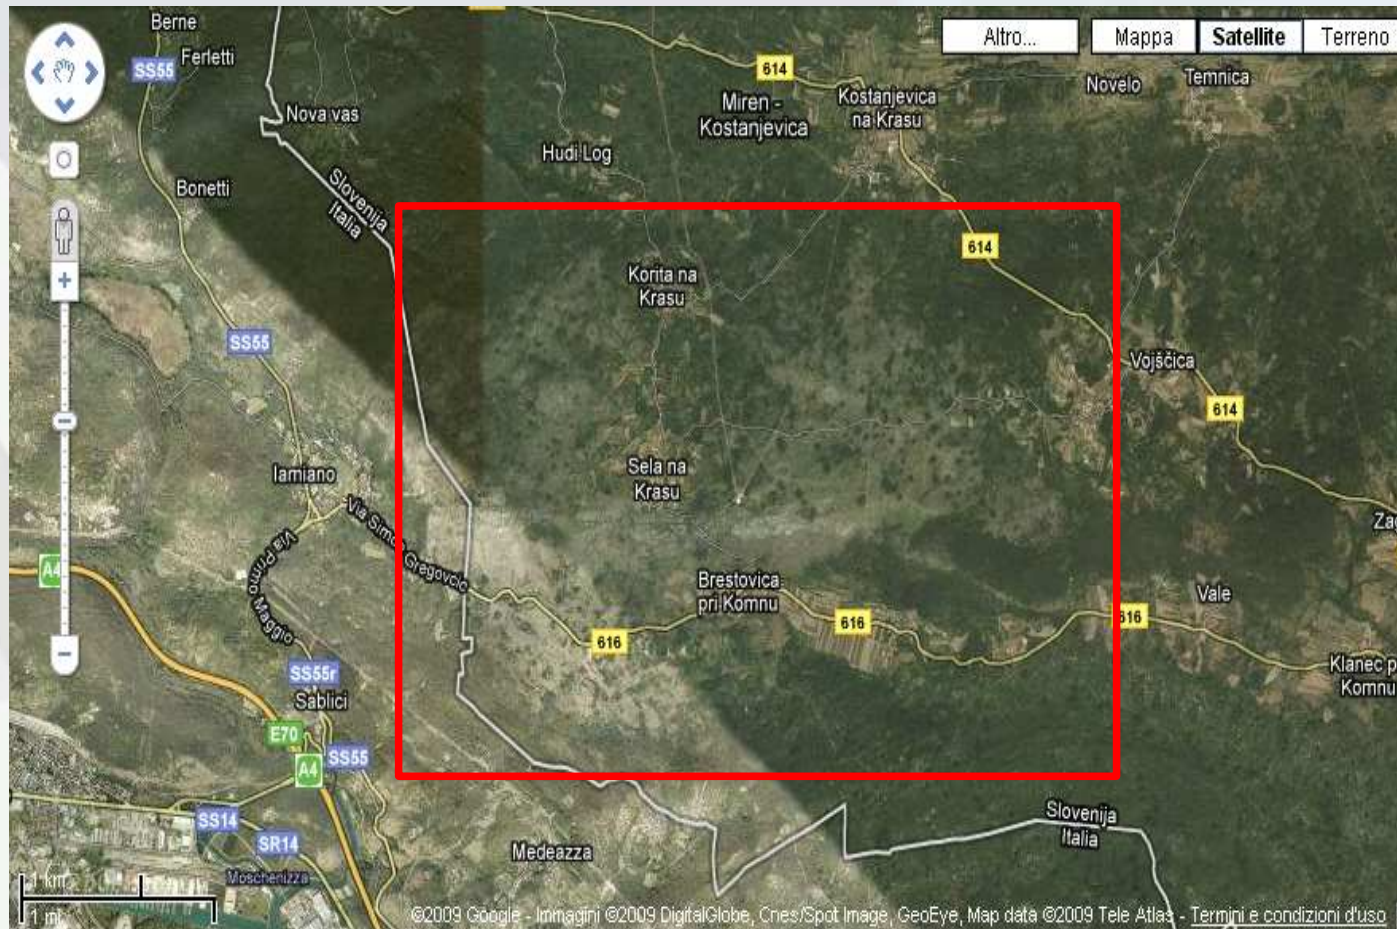 Berne
Ferletti
SS55
Nova vas
Bonetti
Slovenija
Italia
Hudi Log
614
Miren -
Kostanjevica
Kostanjevica
na Krasu
Altro...
Mappa
Satellite
Terreno
Novelo
Temnica
614
Korita na
Krasu
SS55
Vojščica
614
Iamiano
Sela na
Krasu
Via Simon Gregovcic
Via Primo Maggio
A4
Brestovica
pri Komnu
616
616
616
Vale
Klanec p
Komnu
SS55r
Sablici
E70
A4
SS55
SS14
SR14
Moschenizza
Medeazza
Slovenija
Italia
1 km
1 mi
©2009 Google - Immagini ©2009 DigitalGlobe, Cnes/Spot Image, GeoEye, Map data ©2009 Tele Atlas - Termini e condizioni d'uso